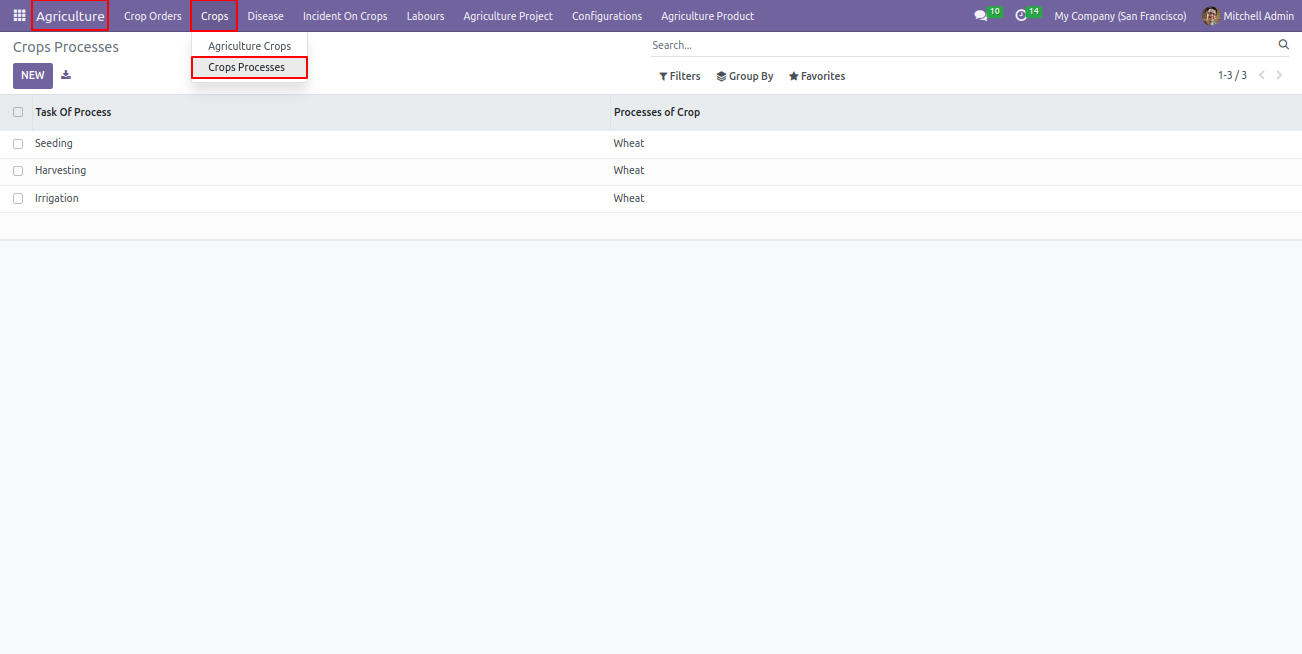 Agriculture Crop Orders Crops Disease Incident On Crops Labours Agriculture Project Configurations Agriculture Product 10 14 My Company (San Francisco) Mitchell Admin
Crops Processes Agriculture Crops Search...
Crops Processes
NEW Filters Group By Favorites 1-3 / 3
Task Of Process Processes of Crop
Seeding Wheat
Harvesting Wheat
Irrigation Wheat